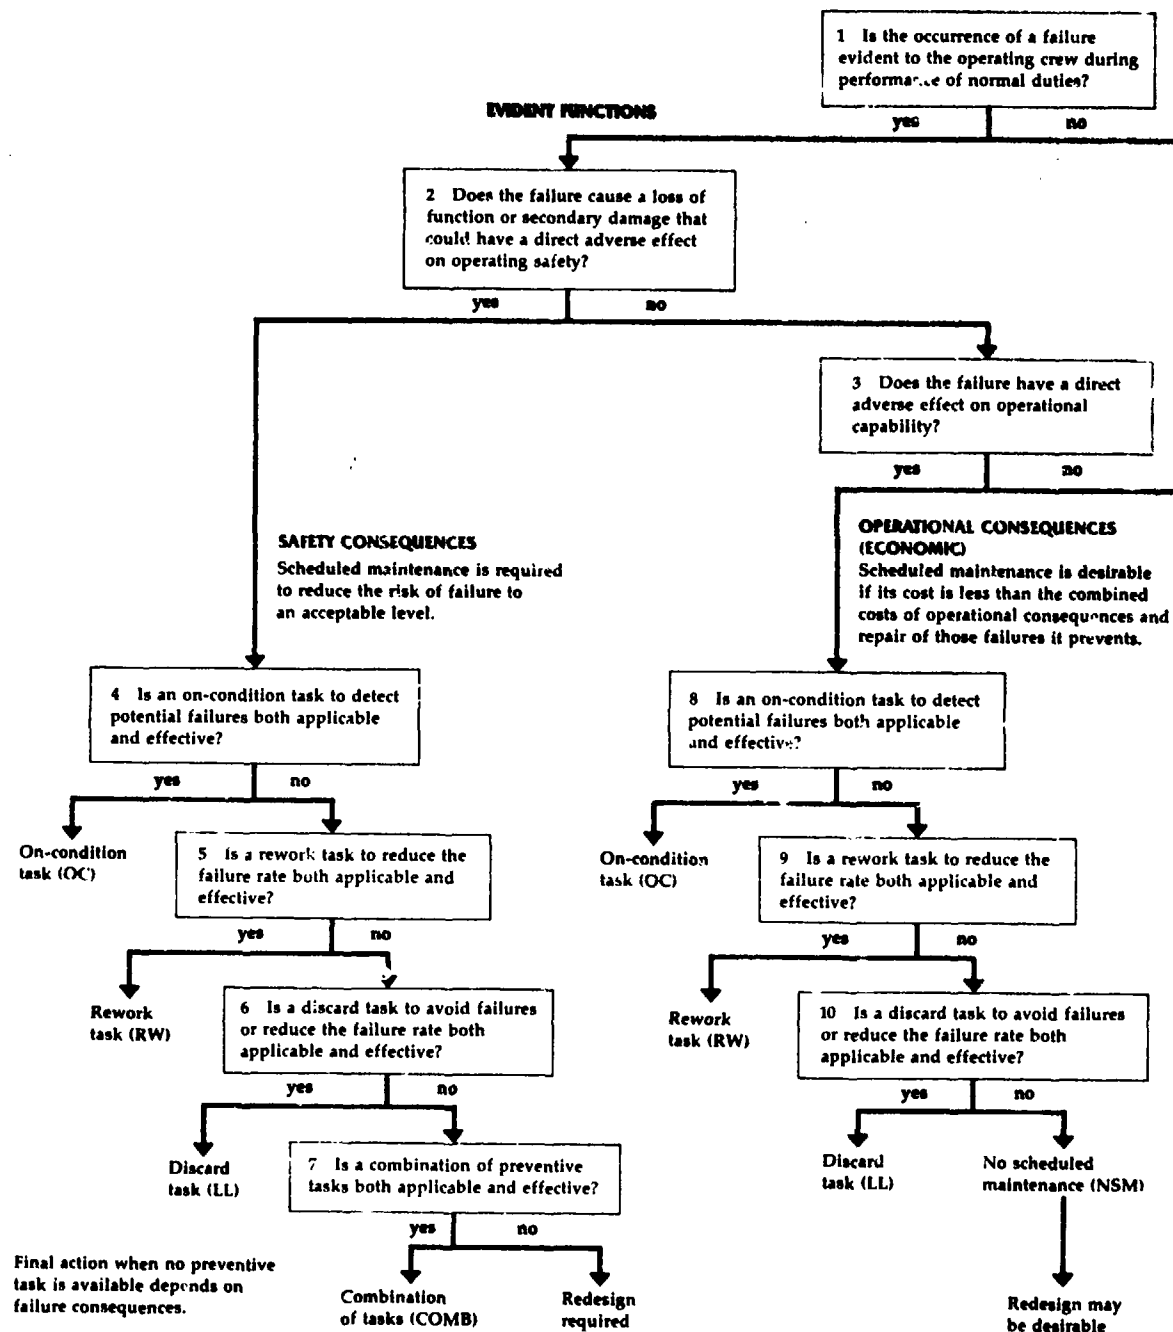 1 Is the occurrence of a failure
evident to the operating crew during
performance of normal duties?
yes
no
EVIDENT FUNCTIONS
2 Does the failure cause a loss of
function or secondary damage that
could have a direct adverse effect
on operating safety?
yes
no
3 Does the failure have a direct
adverse effect on operational
capability?
yes
no
SAFETY CONSEQUENCES
Scheduled maintenance is required
to reduce the risk of failure to
an acceptable level.
OPERATIONAL CONSEQUENCES
(ECONOMIC)
Scheduled maintenance is desirable
if its cost is less than the combined
costs of operational consequences and
repair of those failures it prevents.
4 Is an on-condition task to detect
potential failures both applicable
and effective?
yes
no
8 Is an on-condition task to detect
potential failures both applicable
and effective?
yes
no
On-condition
task (OC)
5 Is a rework task to reduce the
failure rate both applicable and
effective?
yes
no
On-condition
task (OC)
9 Is a rework task to reduce the
failure rate both applicable and
effective?
yes
no
Rework
task (RW)
6 Is a discard task to avoid failures
or reduce the failure rate both
applicable and effective?
yes
no
Rework
task (RW)
10 Is a discard task to avoid failures
or reduce the failure rate both
applicable and effective?
yes
no
Discard
task (LL)
7 Is a combination of preventive
tasks both applicable and effective?
yes
no
Discard
task (LL)
No scheduled
maintenance (NSM)
Final action when no preventive
task is available depends on
failure consequences.
Combination
of tasks (COMB)
Redesign
required
Redesign may
be desirable